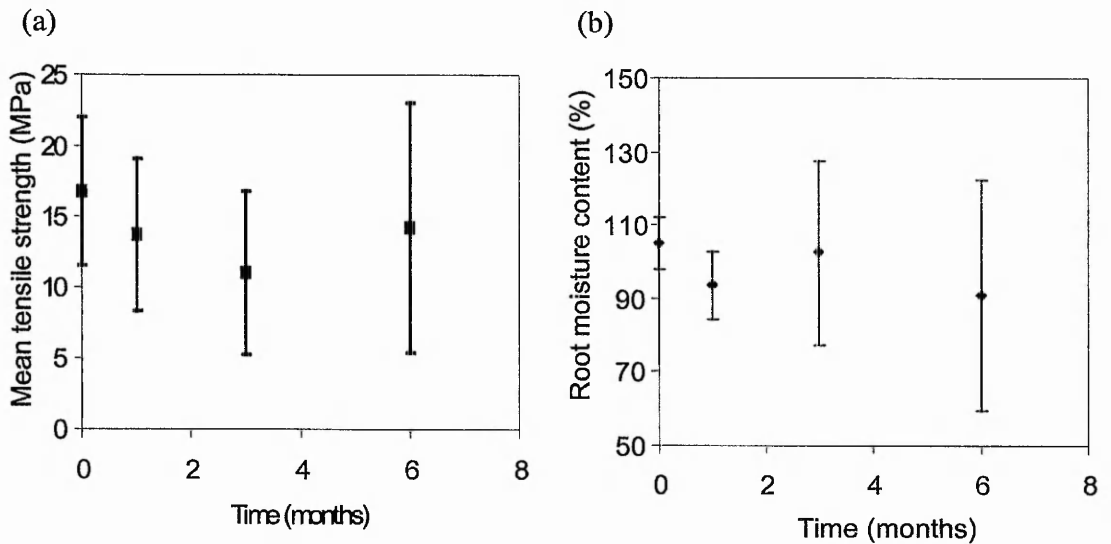 (a)
Mean tensile strength (MPa)
25
20
15
10
5
0
0 2 4 6 8
Time (months)
(b)
Root moisture content (%)
150
130
110
90
70
50
0 2 4 6 8
Time (months)